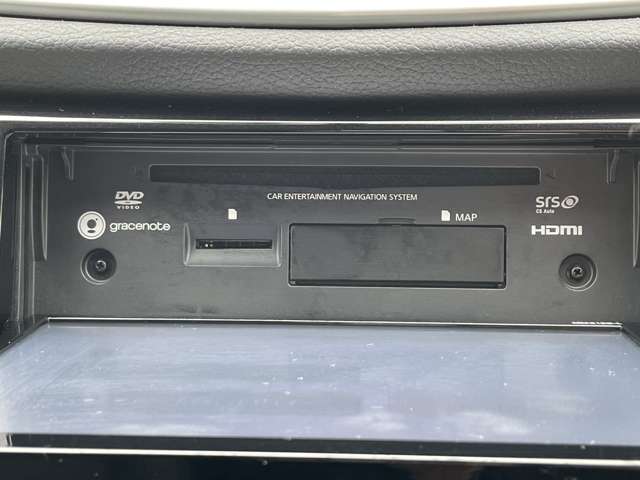 DVD
VIDEO
CAR ENTERTAINMENT NAVIGATION SYSTEM
SRS
CS Auto
gracenote
MAP
HDMI